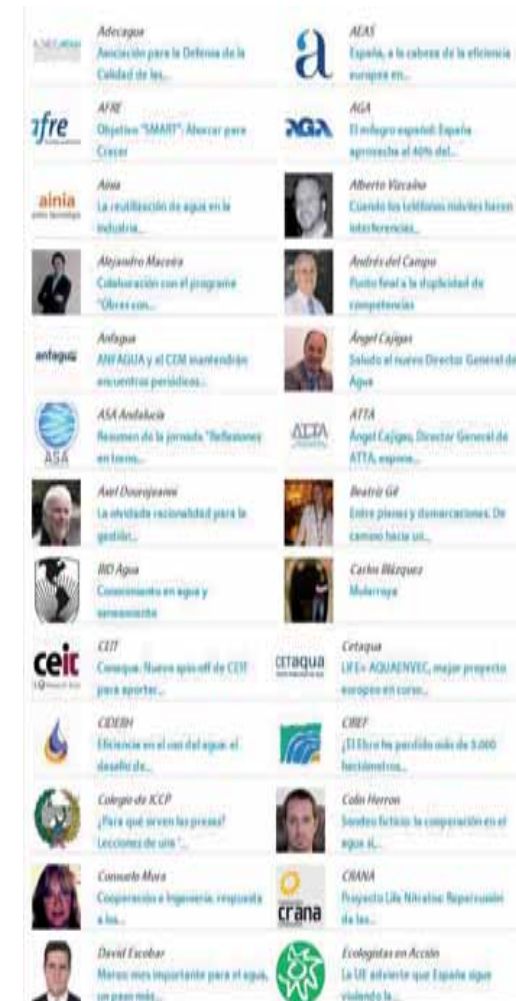 Adecagua
Asociación para la Defensa de la
Calidad de las...
AEAS
España, a la cabeza de la eficiencia
europea en...
afre
AFRE
Objetivo "SMART": Ahorrar para
Crecer
AGA
AGA
El milagro español: España
aprovecha el 40% del...
ainia
centro tecnológico
Ainia
La reutilización de agua en la
industria...
Alberto Vizcaíno
Cuando los teléfonos móviles hacen
interferencias...
Alejandro Maceira
Colaboración con el programa
"Obras con...
Andrés del Campo
Punto final a la duplicidad de
competencias
anfagua
Anfagua
ANFAGUA y el CEM mantendrán
encuentros periódicos...
Ángel Cajigas
Saludo al nuevo Director General de
Agua
ASA
ASA Andalucía
Resumen de la jornada "Reflexiones
en torno...
ATTA
ATTA
Ángel Cajigas, Director General de
ATTA, expone...
Axel Dourojeanni
La olvidada racionalidad para la
gestión...
Beatriz Gil
Entre planes y demarcaciones. De
camino hacia un...
BID Agua
Conocimiento en agua y
saneamiento
Carlos Blázquez
Mularroya
ceit
CEIT
Nuevo spin-off de CEIT
para aportar...
cetaqua
Cetaqua
LIFE+ AQUAENVEC, mejor proyecto
europeo en curso...
CIDEIBH
Eficiencia en el uso del agua: el
desafío de...
CIREF
¡El Ebro ha perdido más de 3.000
hectómetros...
Colegio de ICCP
¿Para qué sirven las presas?
Lecciones de una "...
Colin Herron
Sondeo ficticio: la cooperación en el
agua sí,...
Consuelo Mora
Cooperación e Ingeniería, respuesta
a los...
crana
CRANA
Proyecto Life Nitratos: Repercusión
de las...
David Escobar
Marzo: mes importante para el agua,
un paso más...
Ecologistas en Acción
La UE advierte que España sigue
violando la...